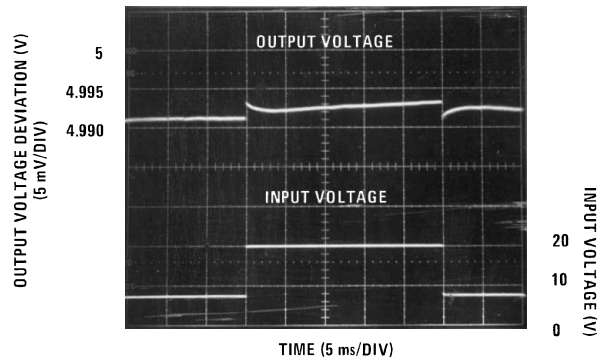 OUTPUT VOLTAGE DEVIATION (V)
(5 mV/DIV)
5
4.995
4.990
OUTPUT VOLTAGE
INPUT VOLTAGE
20
10
0
INPUT VOLTAGE (V)
TIME (5 ms/DIV)